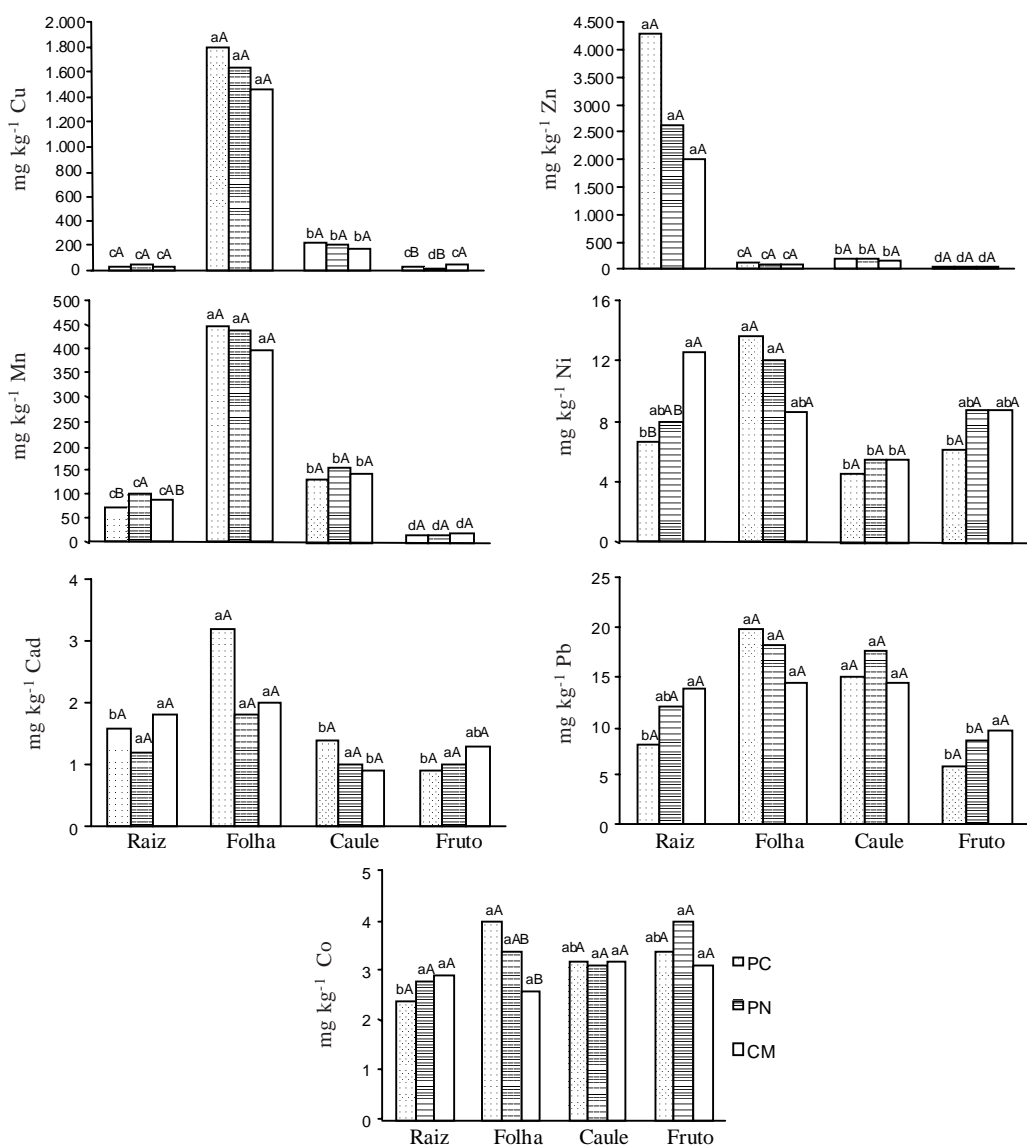 mg kg-1 Cu
2.000
1.800
1.600
1.400
1.200
1.000
800
600
400
200
0
cA cA cA
aA aA aA
bA bA bA
cB dB cA
mg kg-1 Zn
4.500
4.000
3.500
3.000
2.500
2.000
1.500
1.000
500
0
aA aA aA
cA cA cA
bA bA bA
dA dA dA
mg kg-1 Mn
500
450
400
350
300
250
200
150
100
50
0
cB cA cAB
aA aA aA
bA bA bA
dA dA dA
mg kg-1 Ni
16
12
8
4
0
bB abAB aA
aA aA abA
bA bA bA
bA abA abA
mg kg-1 Cad
4
3
2
1
0
bA aA aA
aA aA aA
bA aA bA
bA aA abA
Raiz Folha Caule Fruto
mg kg-1 Pb
25
20
15
10
5
0
bA abA aA
aA aA aA
aA aA aA
bA bA aA
Raiz Folha Caule Fruto
mg kg-1 Co
5
4
3
2
1
0
bA aA aA
aA aAB aB
abA aA aA
abA aA aA
Raiz Folha Caule Fruto
PC
PN
CM